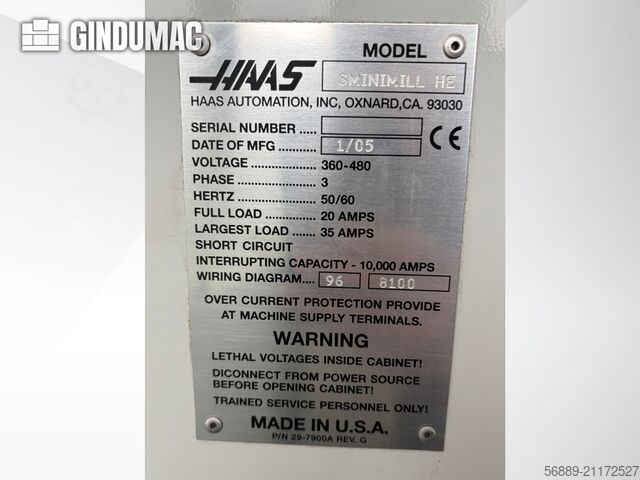 GINDUMAC
MODEL
HAAS SMINIMILL HE
HAAS AUTOMATION, INC, OXNARD,CA. 93030
SERIAL NUMBER .....
DATE OF MFG ........... 1/05 CE
VOLTAGE .................... 360-480
PHASE ........................ 3
HERTZ ........................ 50/60
FULL LOAD ................ 20 AMPS
LARGEST LOAD ....... 35 AMPS
SHORT CIRCUIT
INTERRUPTING CAPACITY - 10,000 AMPS
WIRING DIAGRAM.... 96 8100
OVER CURRENT PROTECTION PROVIDE
AT MACHINE SUPPLY TERMINALS.
WARNING
LETHAL VOLTAGES INSIDE CABINET!
DICONNECT FROM POWER SOURCE
BEFORE OPENING CABINET!
TRAINED SERVICE PERSONNEL ONLY!
MADE IN U.S.A.
P/N 29-7900A REV. G
56889-21172527